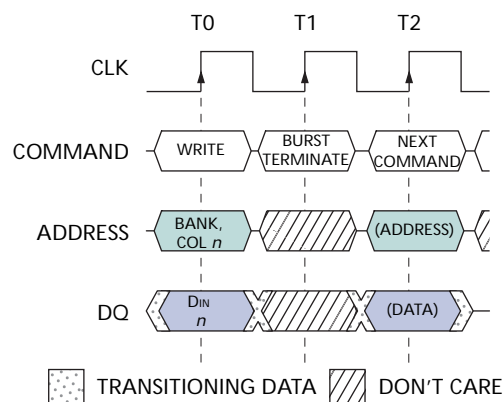 T0 T1 T2
CLK
COMMAND WRITE BURST TERMINATE NEXT COMMAND
ADDRESS BANK, COL n (ADDRESS)
DQ DIN n (DATA)
TRANSITIONING DATA DON'T CARE